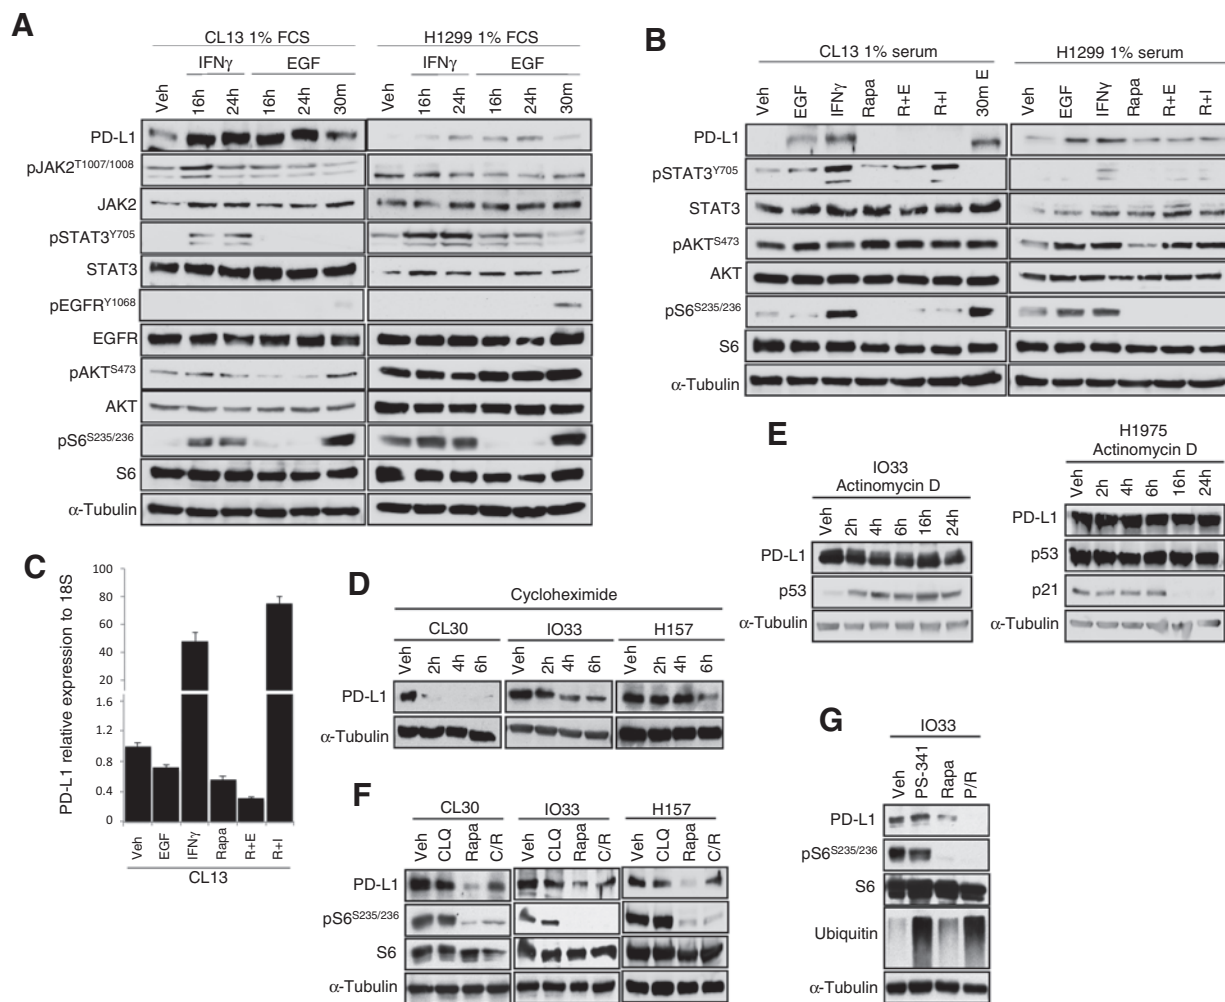 A
CL13 1% FCS
H1299 1% FCS
IFNγ
EGF
IFNγ
EGF
Veh
16h
24h
16h
24h
30m
Veh
16h
24h
16h
24h
30m
PD-L1
pJAK2T1007/1008
JAK2
pSTAT3Y705
STAT3
pEGFRY1068
EGFR
pAKTS473
AKT
pS6S235/236
S6
α-Tubulin
B
CL13 1% serum
H1299 1% serum
Veh
EGF
IFNγ
Rapa
R+E
R+I
30m E
Veh
EGF
IFNγ
Rapa
R+E
R+I
PD-L1
pSTAT3Y705
STAT3
pAKTS473
AKT
pS6S235/236
S6
α-Tubulin
C
PD-L1 relative expression to 18S
100
80
60
40
20
1.6
1.2
0.8
0.4
0
Veh
EGF
IFNγ
Rapa
R+E
R+I
CL13
D
Cycloheximide
CL30
IO33
H157
Veh
2h
4h
6h
Veh
2h
4h
6h
Veh
2h
4h
6h
PD-L1
α-Tubulin
E
IO33
Actinomycin D
Veh
2h
4h
6h
16h
24h
PD-L1
p53
α-Tubulin
H1975
Actinomycin D
Veh
2h
4h
6h
16h
24h
PD-L1
p53
p21
α-Tubulin
F
CL30
IO33
H157
Veh
CLQ
Rapa
C/R
Veh
CLQ
Rapa
C/R
Veh
CLQ
Rapa
C/R
PD-L1
pS6S235/236
S6
α-Tubulin
G
IO33
Veh
PS-341
Rapa
P/R
PD-L1
pS6S235/236
S6
Ubiquitin
α-Tubulin